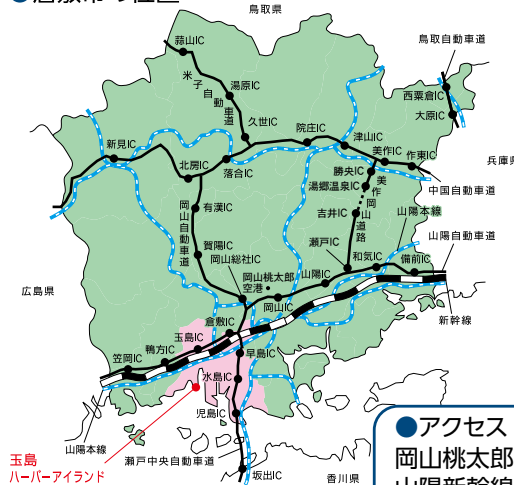 ●倉敷市の位置
鳥取県
蒜山IC
鳥取自動車道
米子自動車道
湯原IC
西粟倉IC
大原IC
久世IC
院庄IC
津山IC
新見IC
美作IC
作東IC
兵庫県
北房IC
落合IC
勝央IC
湯郷温泉IC
中国自動車道
有漢IC
岡山自動車道
美作岡山道路
吉井IC
山陽本線
賀陽IC
瀬戸IC
和気IC
山陽自動車道
岡山総社IC
岡山桃太郎
空港
山陽IC
備前IC
広島県
岡山IC
新幹線
倉敷IC
玉島IC
鴨方IC
笠岡IC
早島IC
水島IC
児島IC
山陽本線
玉島
ハーバーアイランド
瀬戸中央自動車道
坂出IC
香川県
●アクセス
岡山桃太郎
山陽新幹線